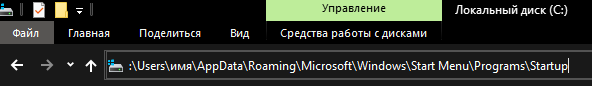 Управление
Локальный диск (C:)
Файл
Главная
Поделиться
Вид
Средства работы с дисками
:\Users\имя\AppData\Roaming\Microsoft\Windows\Start Menu\Programs\Startup